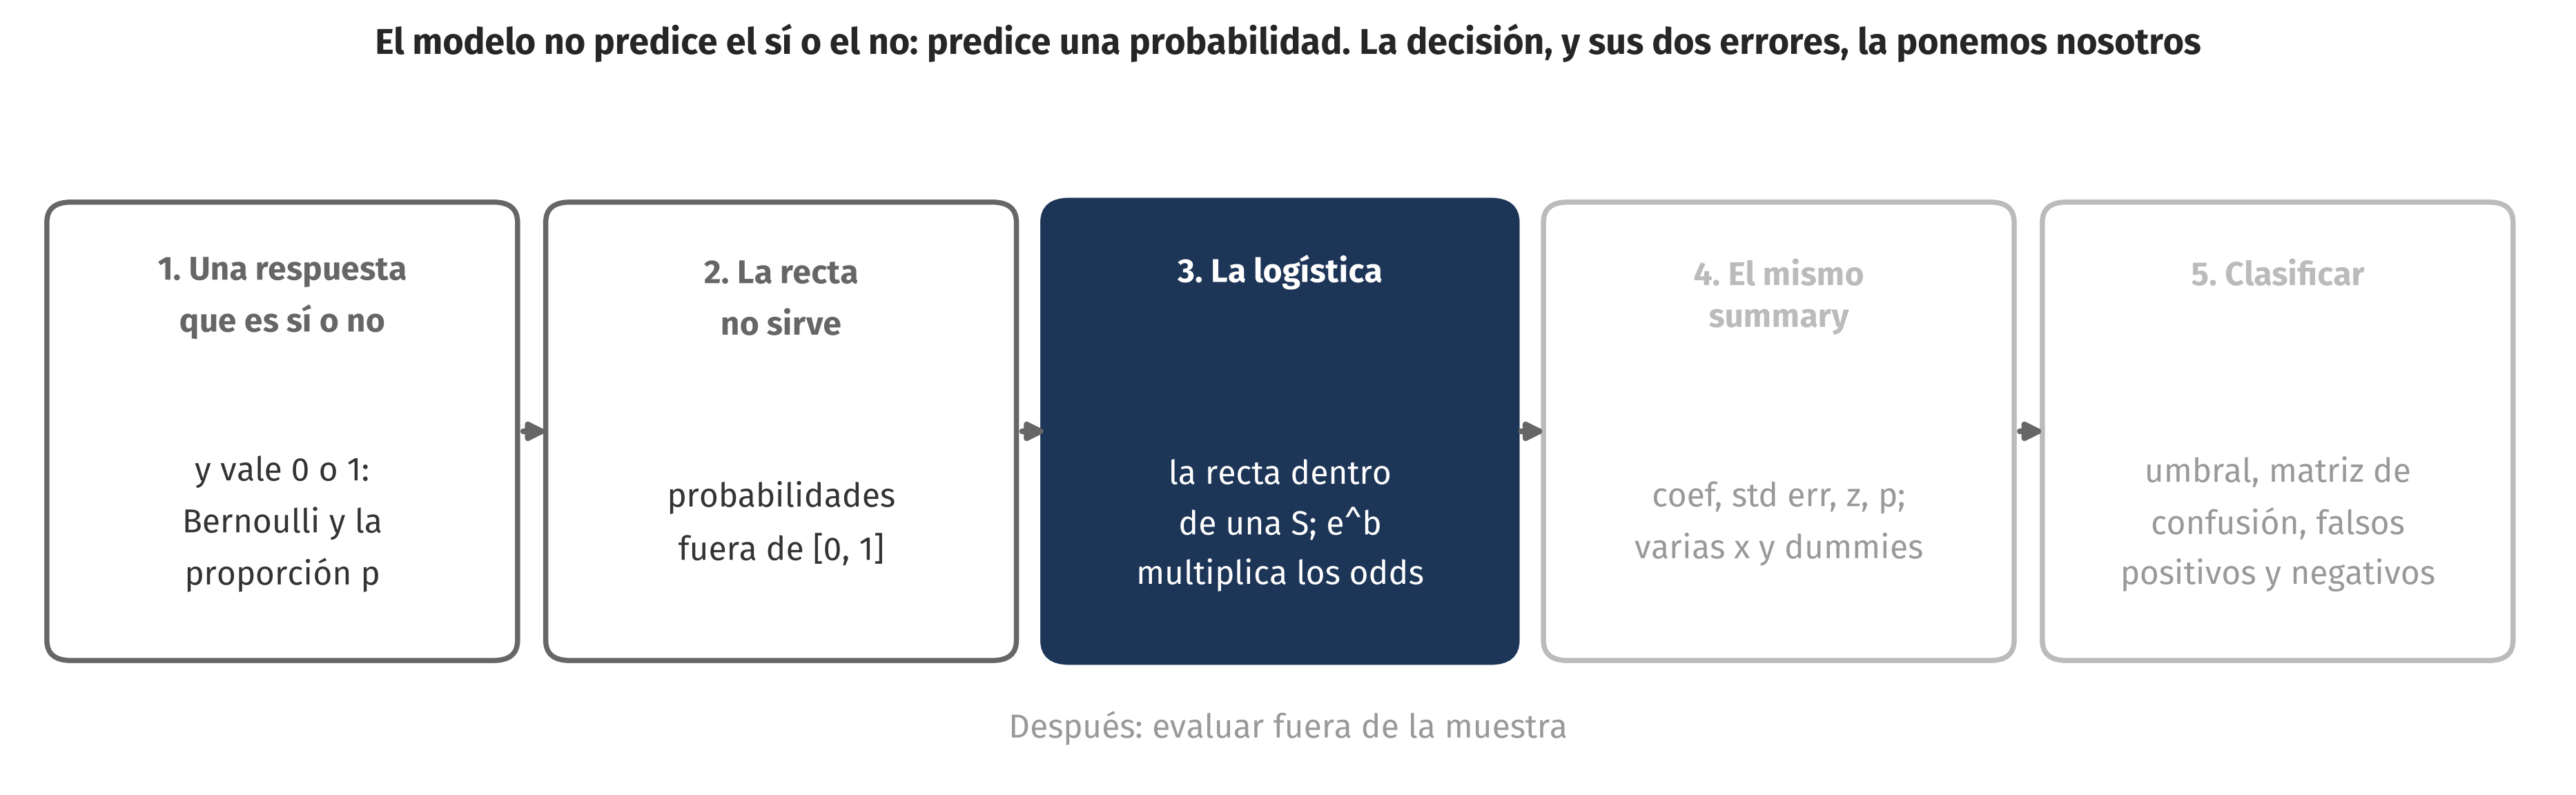 El modelo no predice el sí o el no: predice una probabilidad. La decisión, y sus dos errores, la ponemos nosotros
1. Una respuesta
que es sí o no
y vale 0 o 1:
Bernoulli y la
proporción p
2. La recta
no sirve
probabilidades
fuera de [0, 1]
3. La logística
la recta dentro
de una S; e^b
multiplica los odds
4. El mismo
summary
coef, std err, z, p;
varias x y dummies
5. Clasificar
umbral, matriz de
confusión, falsos
positivos y negativos
Después: evaluar fuera de la muestra